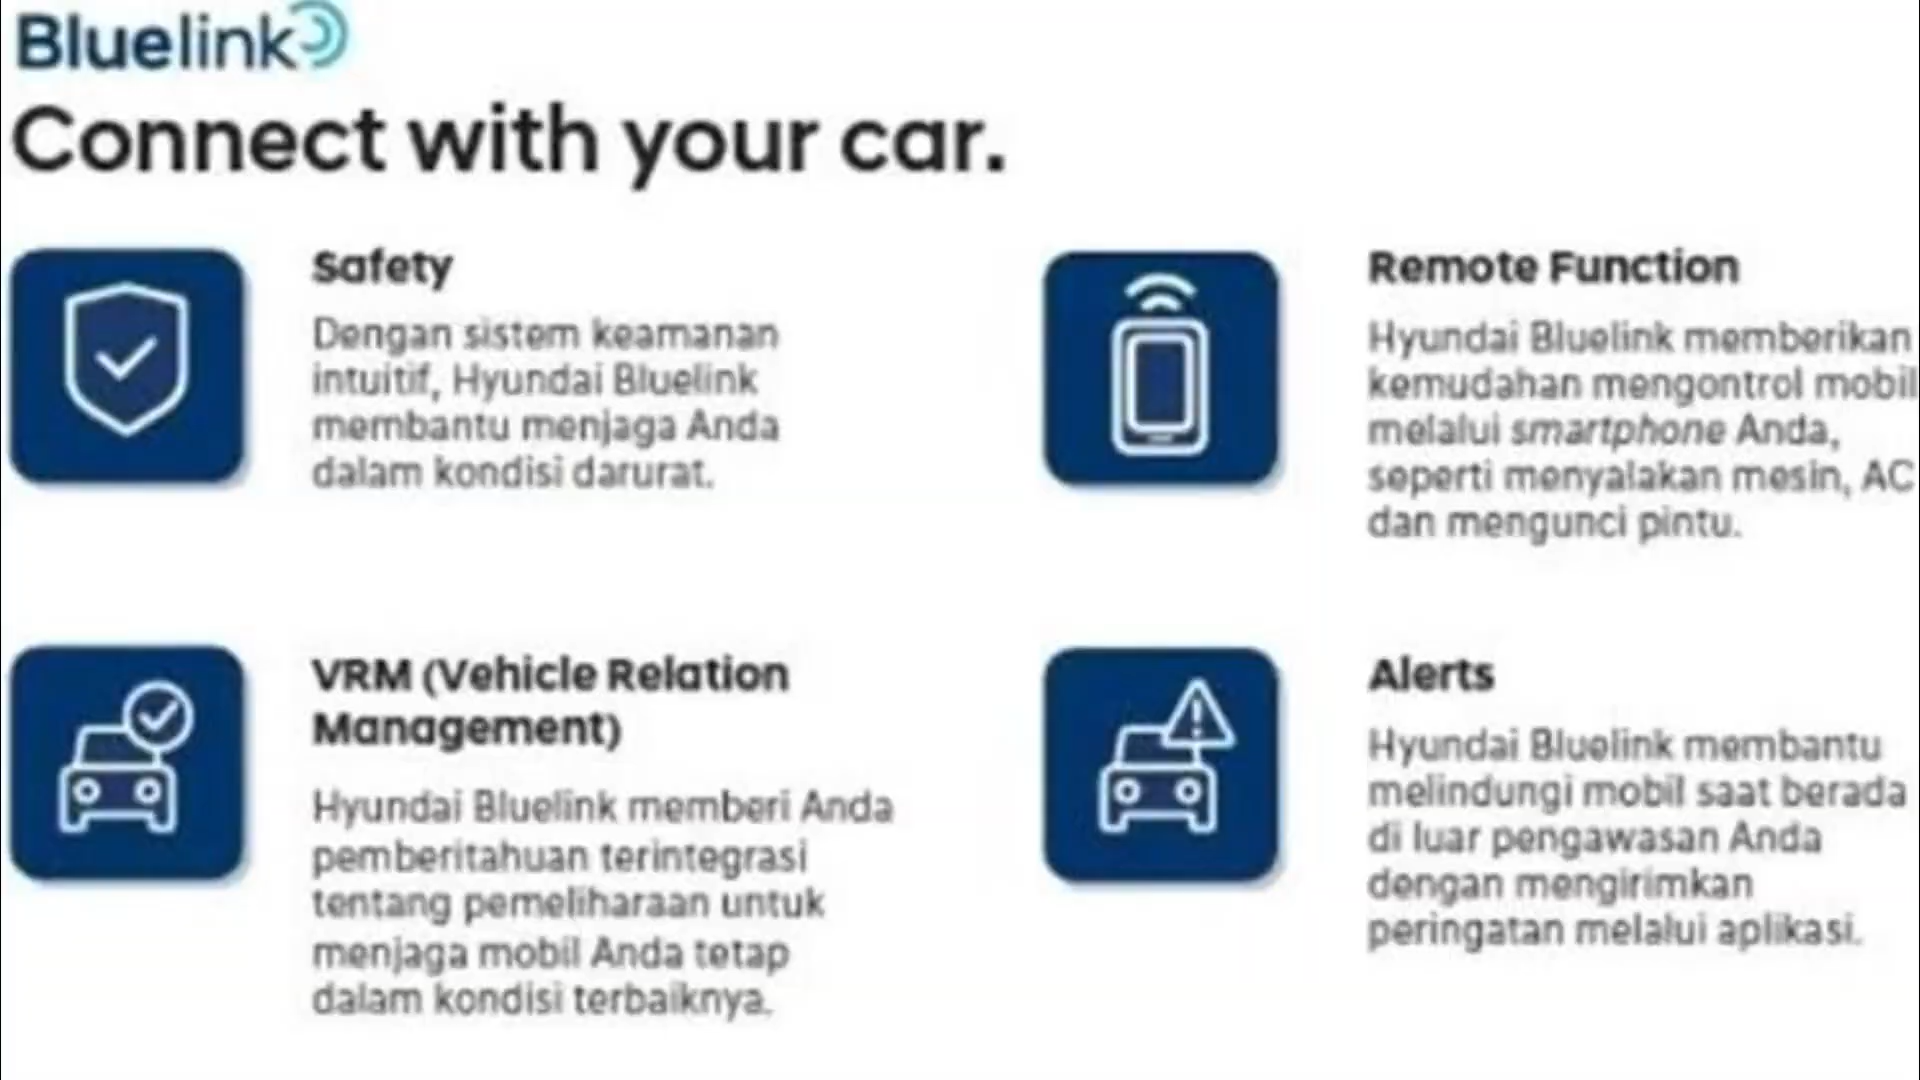 Bluelink
Connect with your car.
Safety
Dengan sistem keamanan
intuitif, Hyundai Bluelink
membantu menjaga Anda
dalam kondisi darurat.
Remote Function
Hyundai Bluelink memberikan
kemudahan mengontrol mobil
melalui smartphone Anda,
seperti menyalakan mesin, AC
dan mengunci pintu.
VRM (Vehicle Relation
Management)
Hyundai Bluelink memberi Anda
pemberitahuan terintegrasi
tentang pemeliharaan untuk
menjaga mobil Anda tetap
dalam kondisi terbaiknya.
Alerts
Hyundai Bluelink membantu
melindungi mobil saat berada
di luar pengawasan Anda
dengan mengirimkan
peringatan melalui aplikasi.